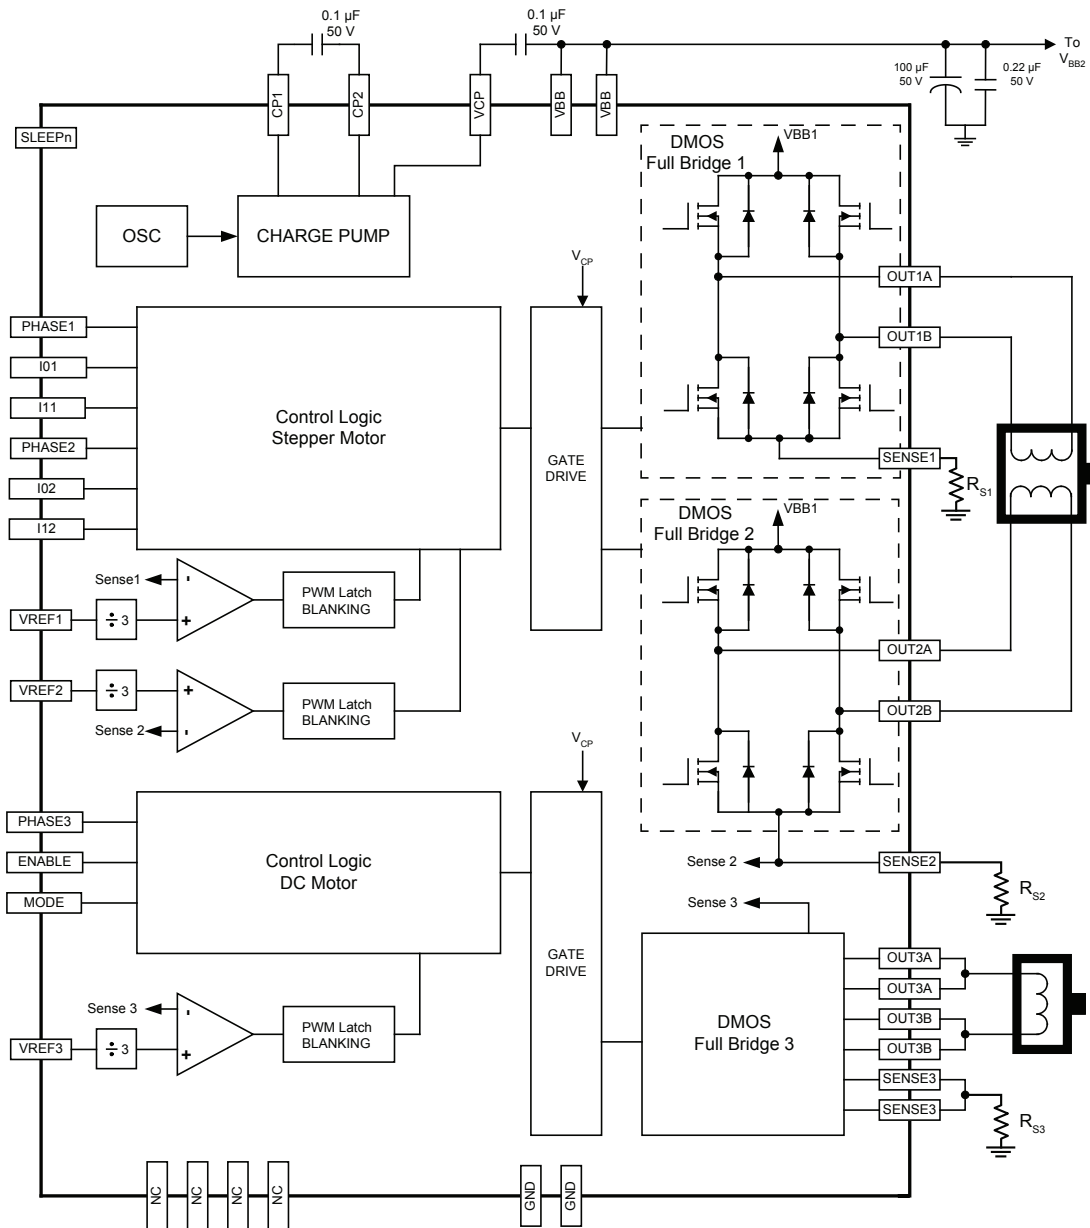 0.1 µF
50 V
0.1 µF
50 V
To
VBB2
100 µF
50 V
0.22 µF
50 V
CP1
CP2
VCP
VBB
VBB
SLEEPn
DMOS
Full Bridge 1
VBB1
OSC
CHARGE PUMP
VCP
OUT1A
OUT1B
PHASE1
I01
I11
PHASE2
I02
I12
Control Logic
Stepper Motor
GATE
DRIVE
SENSE1
RS1
DMOS
Full Bridge 2
VBB1
Sense1
-
+
PWM Latch
BLANKING
VREF1
÷ 3
OUT2A
VREF2
÷ 3
+
-
Sense 2
PWM Latch
BLANKING
OUT2B
VCP
PHASE3
ENABLE
MODE
Control Logic
DC Motor
Sense 2
SENSE2
RS2
Sense 3
GATE
DRIVE
OUT3A
OUT3A
OUT3B
OUT3B
SENSE3
SENSE3
DMOS
Full Bridge 3
Sense 3
-
+
PWM Latch
BLANKING
VREF3
÷ 3
RS3
NC
NC
NC
NC
GND
GND